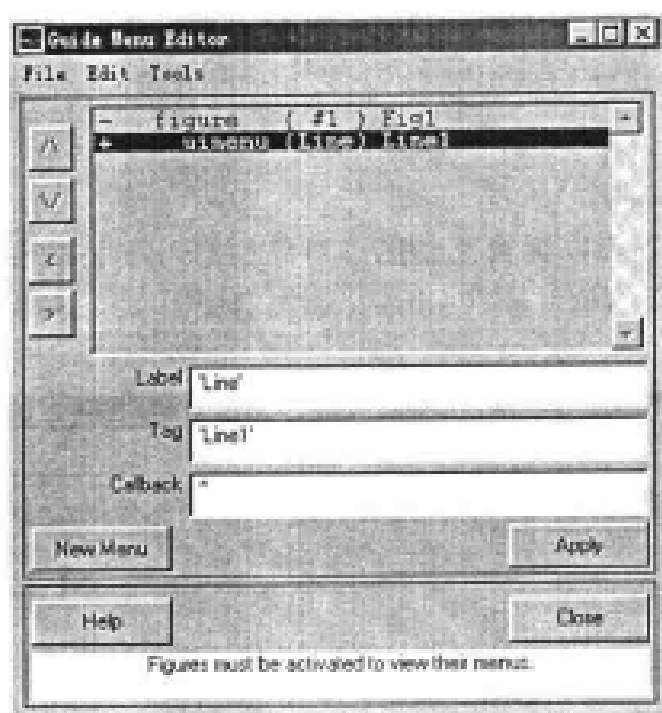 Guide Menu Editor
File Edit Tools
- figure ( #1 ) Fig1
+ uimenu (Line) Line1
/\
\/
<
>
Label 'Line'
Tag 'Line1'
Callback ''
New Menu
Apply
Help
Close
Figures must be activated to view their menus.